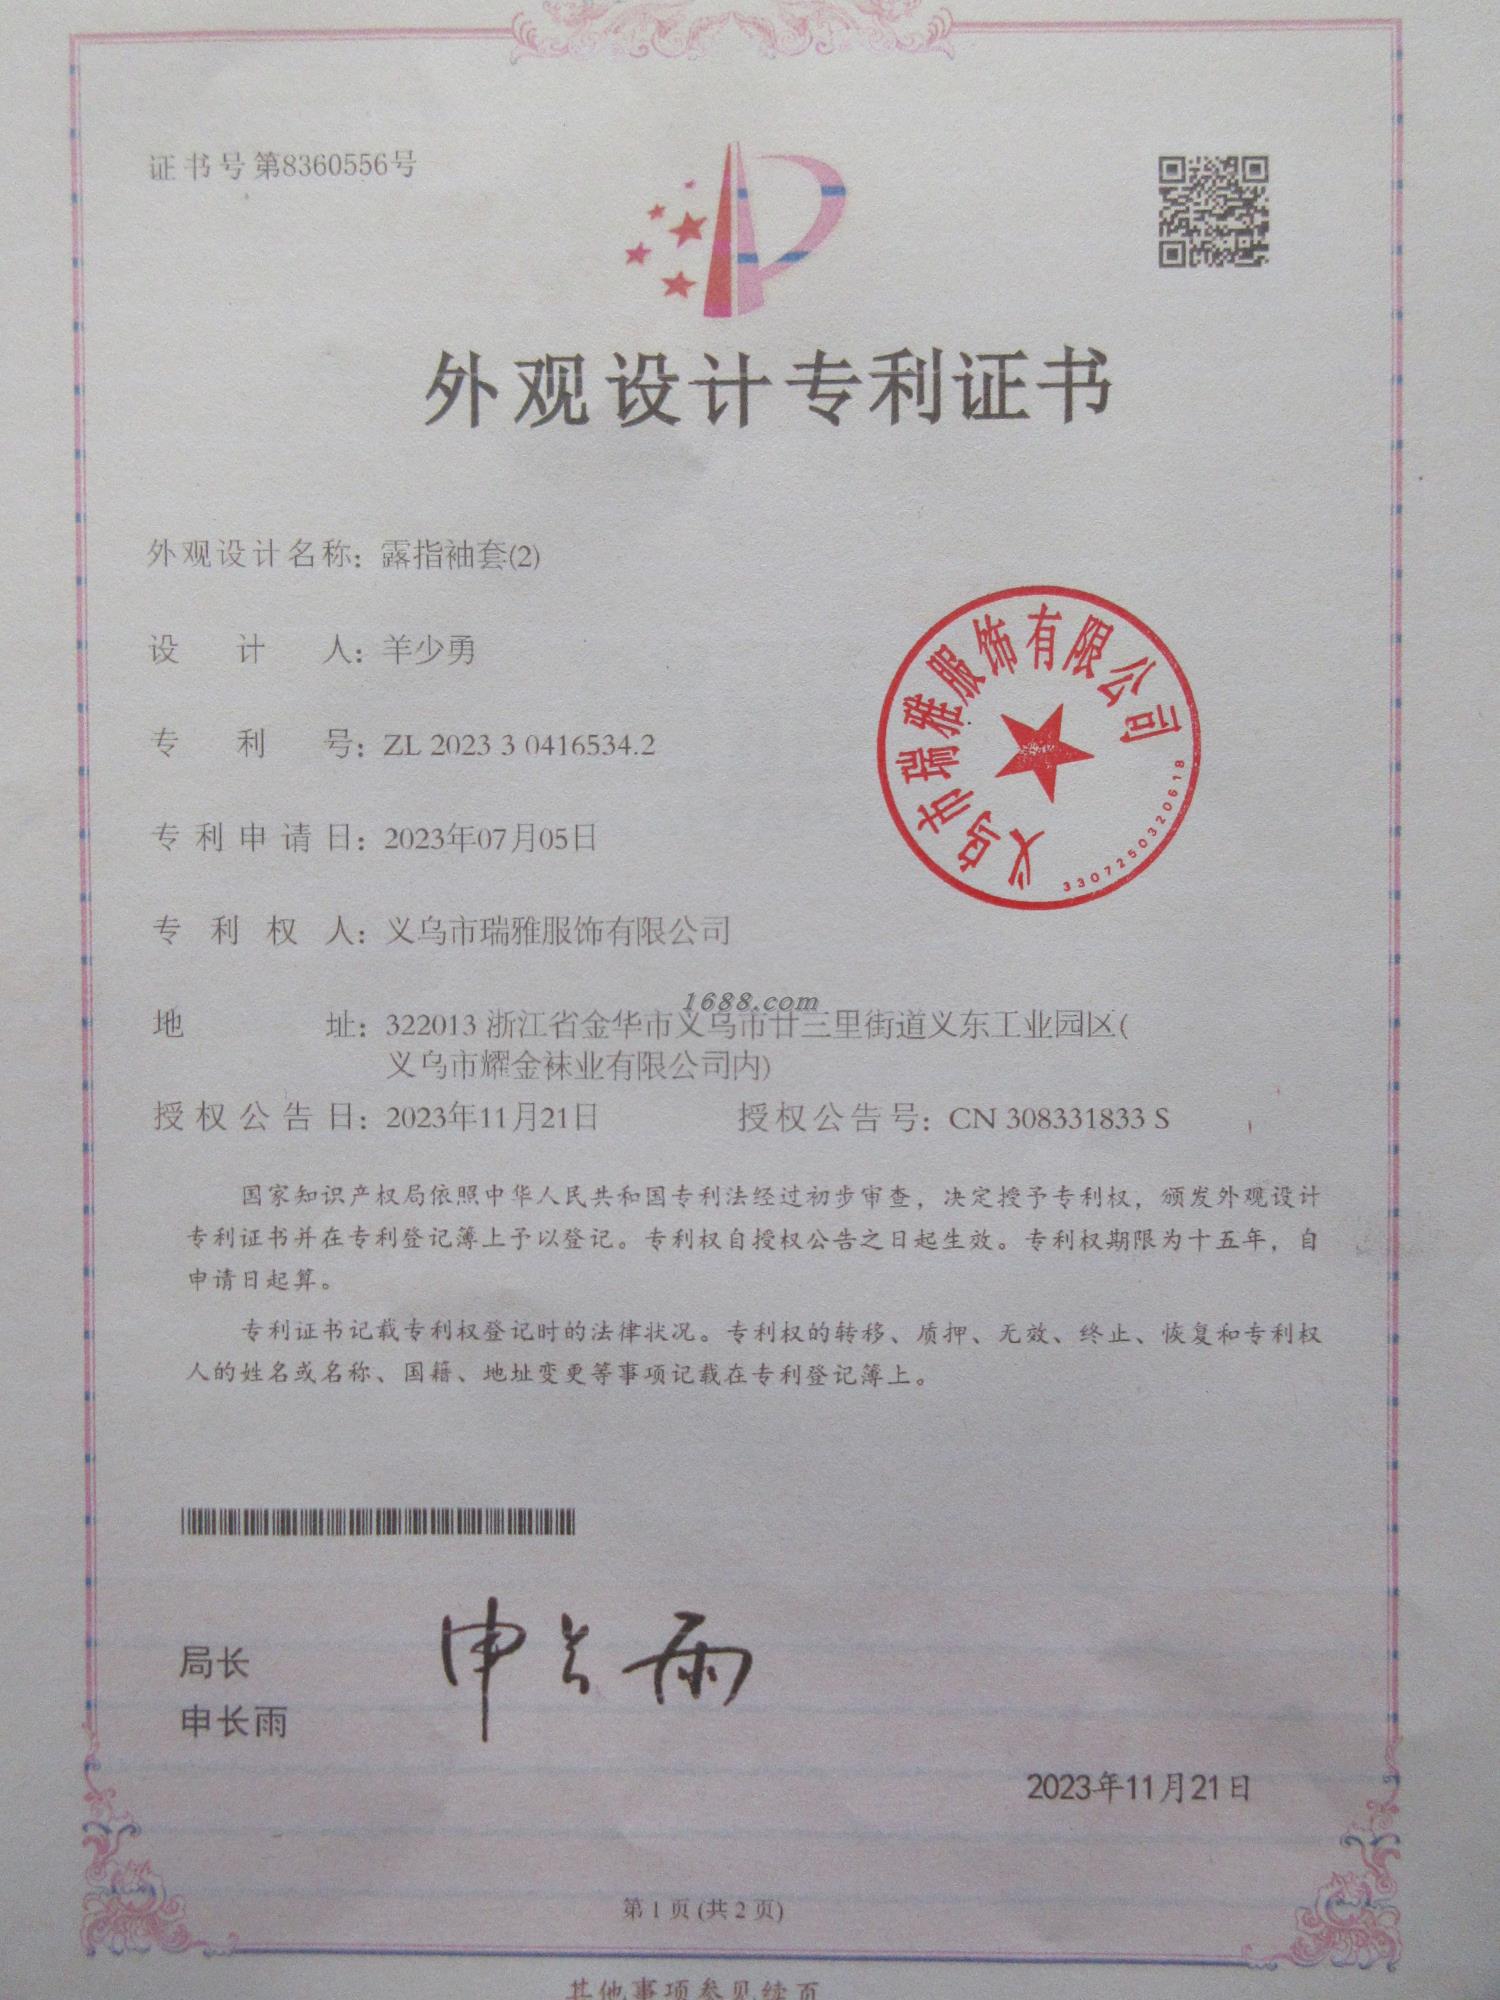 证书号第8360556号
外观设计专利证书
外观设计名称：露指袖套(2)
设计人：羊少勇
专利号：ZL 2023 3 0416534.2
专利申请日：2023年07月05日
专利权人：义乌市瑞雅服饰有限公司
义乌市瑞雅服饰有限公司
3307250320618
1688.com
地址：322013 浙江省金华市义乌市廿三里街道义东工业园区(
义乌市耀金袜业有限公司内)
授权公告日：2023年11月21日 授权公告号：CN 308331833 S
国家知识产权局依照中华人民共和国专利法经过初步审查，决定授予专利权，颁发外观设计
专利证书并在专利登记簿上予以登记。专利权自授权公告之日起生效。专利权期限为十五年，自
申请日起算。
专利证书记载专利权登记时的法律状况。专利权的转移、质押、无效、终止、恢复和专利权
人的姓名或名称、国籍、地址变更等事项记载在专利登记簿上。
局长
申长雨
申长雨
2023年11月21日
第 1 页 (共 2 页)
其他事项参见续页